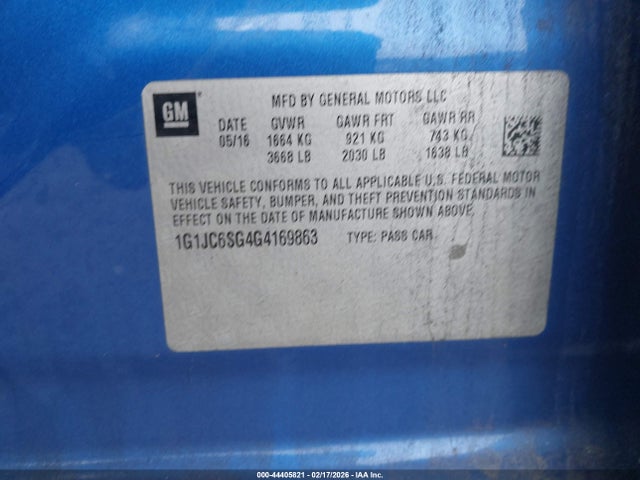 GM
MFD BY GENERAL MOTORS LLC
DATE GVWR GAWR FRT GAWR RR
05/16 1664 KG 921 KG 743 KG
3668 LB 2030 LB 1638 LB
THIS VEHICLE CONFORMS TO ALL APPLICABLE U.S. FEDERAL MOTOR
VEHICLE SAFETY, BUMPER, AND THEFT PREVENTION STANDARDS IN
EFFECT ON THE DATE OF MANUFACTURE SHOWN ABOVE.
1G1JC6SG4G4169863 TYPE: PASS CAR
000-44405821 - 02/17/2026 - IAA Inc.